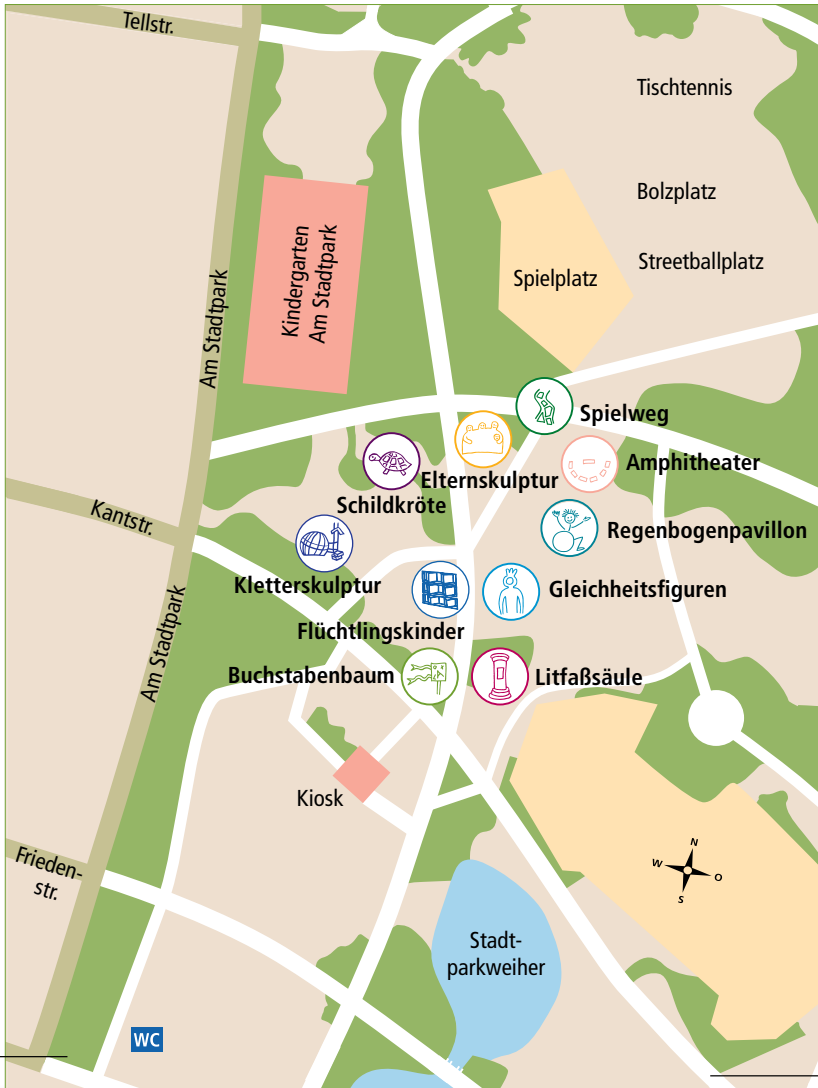 Tellstr.
Tischtennis
Bolzplatz
Streetballplatz
Spielplatz
Kindergarten
Am Stadtpark
Am Stadtpark
Spielweg
Amphitheater
Elternskulptur
Schildkröte
Kantstr.
Regenbogenpavillon
Kletterskulptur
Gleichheitsfiguren
Flüchtlingskinder
Am Stadtpark
Buchstabenbaum
Litfaßsäule
Kiosk
N
W
O
S
Frieden-
str.
Stadt-
parkweiher
WC